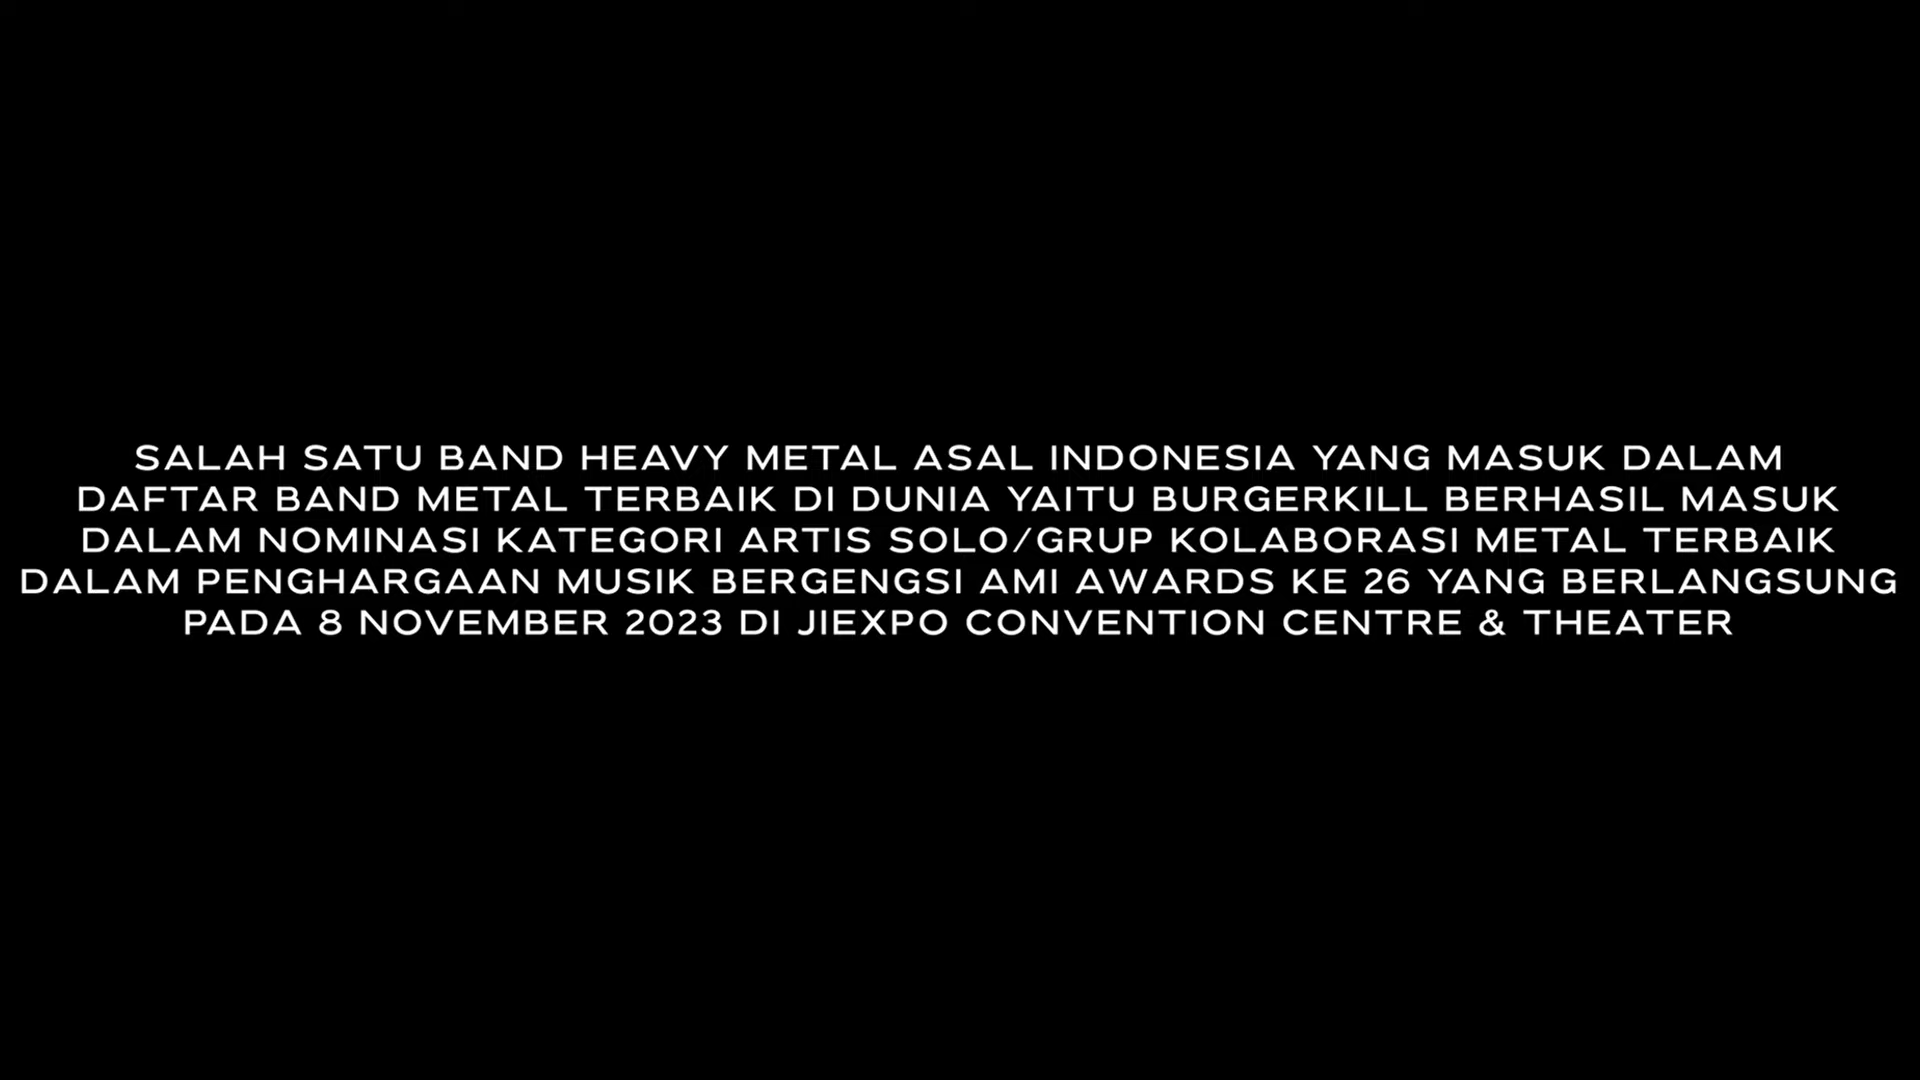 SALAH SATU BAND HEAVY METAL ASAL INDONESIA YANG MASUK DALAM
DAFTAR BAND METAL TERBAIK DI DUNIA YAITU BURGERKILL BERHASIL MASUK
DALAM NOMINASI KATEGORI ARTIS SOLO/GRUP KOLABORASI METAL TERBAIK
DALAM PENGHARGAAN MUSIK BERGENGSI AMI AWARDS KE 26 YANG BERLANGSUNG
PADA 8 NOVEMBER 2023 DI JIEXPO CONVENTION CENTRE & THEATER